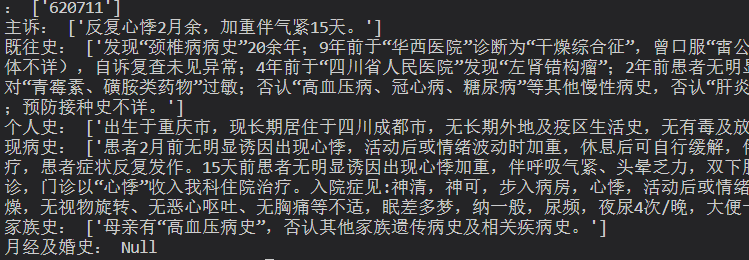 ： ['620711']
主诉： ['反复心悸2月余，加重伴气紧15天。']
既往史： ['发现“颈椎病病史”20余年；9年前于“华西医院”诊断为“干燥综合征”，曾口服“雷公
体不详），自诉复查未见异常；4年前于“四川省人民医院”发现“左肾错构瘤”；2年前患者无明显
对“青霉素、磺胺类药物”过敏；否认“高血压病、冠心病、糖尿病”等其他慢性病史，否认“肝炎
；预防接种史不详。']
个人史： ['出生于重庆市，现长期居住于四川成都市，无长期外地及疫区生活史，无有毒及放
现病史： ['患者2月前无明显诱因出现心悸，活动后或情绪波动时加重，休息后可自行缓解，
疗，患者症状反复发作。15天前患者无明显诱因出现心悸加重，伴呼吸气紧、头晕乏力，双下
诊，门诊以“心悸”收入我科住院治疗。入院症见:神清，神可，步入病房，心悸，活动后或情绪
燥，无视物旋转、无恶心呕吐、无胸痛等不适，眠差多梦，纳一般，尿频，夜尿4次/晚，大便一
家族史： ['母亲有“高血压病史”，否认其他家族遗传病史及相关疾病史。']
月经及婚史： Null